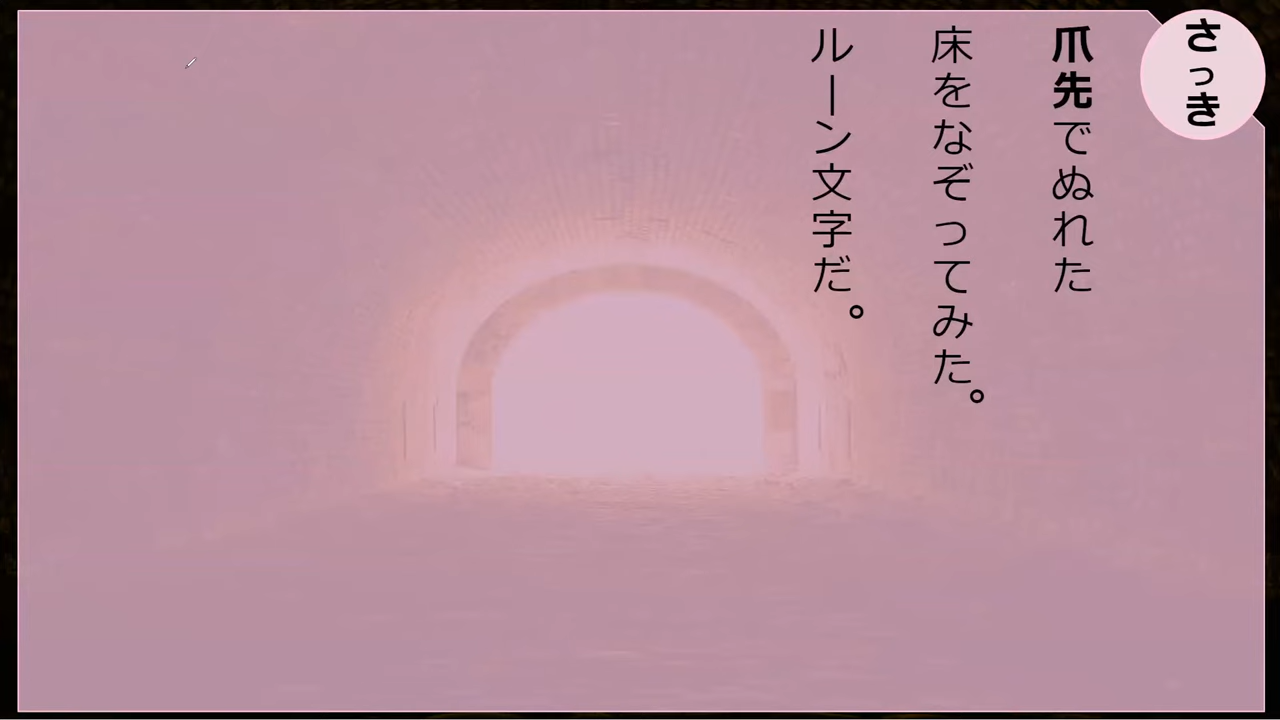 さっき
爪先でぬれた
床をなぞってみた。
ルーン文字だ。